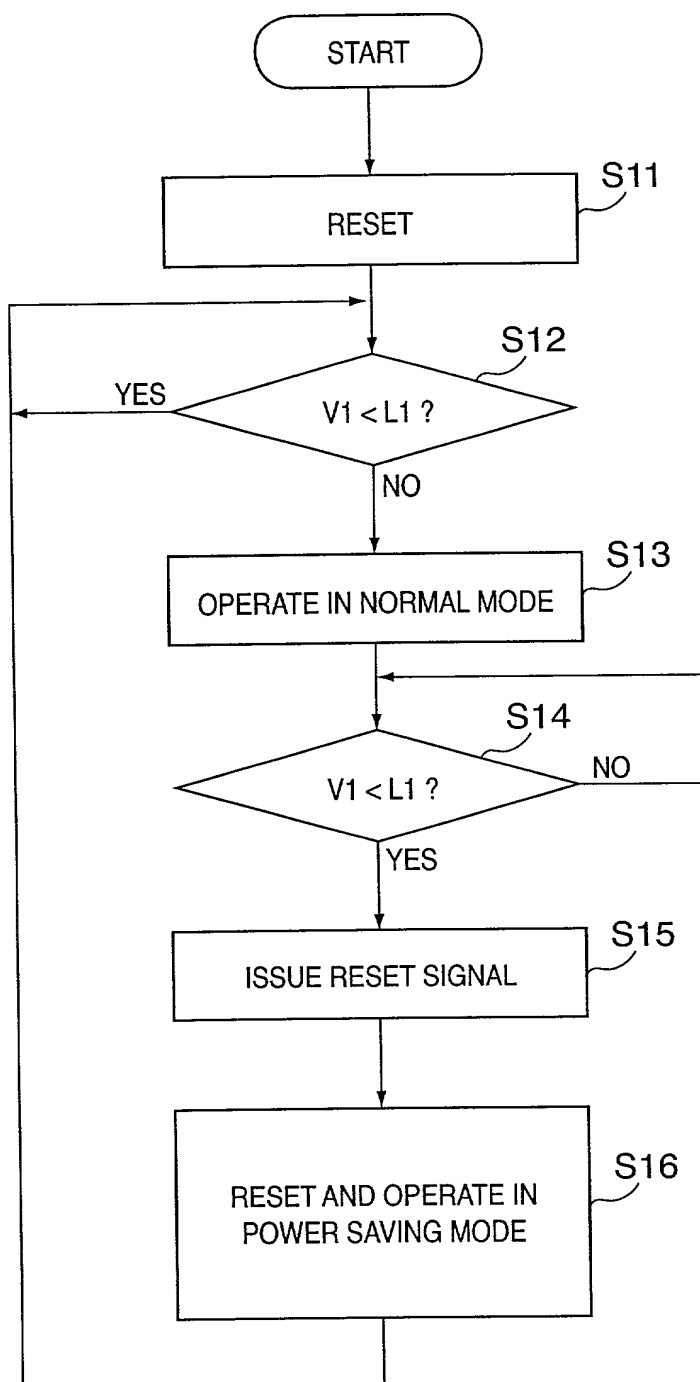 START
S11
RESET
S12
YES
V1 < L1 ?
NO
S13
OPERATE IN NORMAL MODE
S14
V1 < L1 ?
NO
YES
S15
ISSUE RESET SIGNAL
S16
RESET AND OPERATE IN
POWER SAVING MODE